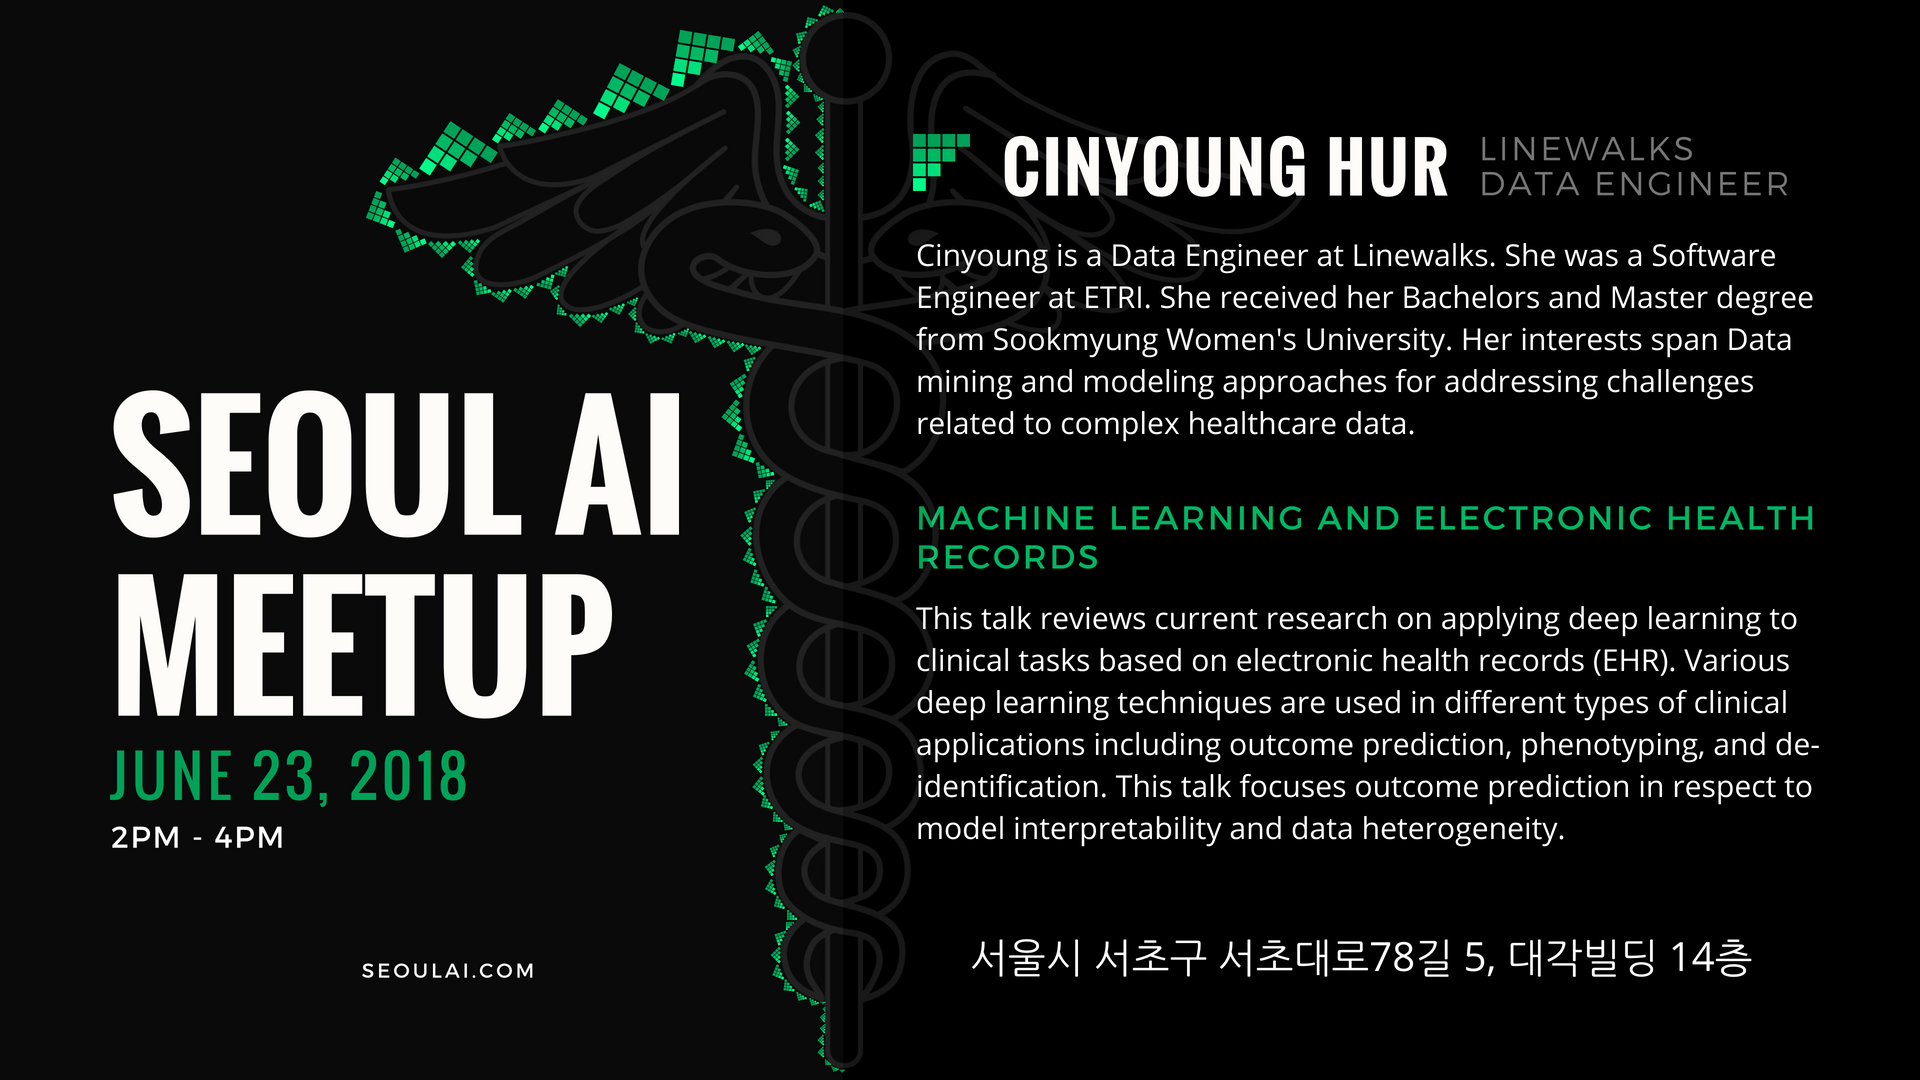 SEOUL AI
MEETUP
JUNE 23, 2018
2PM - 4PM
SEOULAI.COM
CINYOUNG HUR
LINEWALKS
DATA ENGINEER
Cinyoung is a Data Engineer at Linewalks. She was a Software
Engineer at ETRI. She received her Bachelors and Master degree
from Sookmyung Women's University. Her interests span Data
mining and modeling approaches for addressing challenges
related to complex healthcare data.
MACHINE LEARNING AND ELECTRONIC HEALTH
RECORDS
This talk reviews current research on applying deep learning to
clinical tasks based on electronic health records (EHR). Various
deep learning techniques are used in different types of clinical
applications including outcome prediction, phenotyping, and de-
identification. This talk focuses outcome prediction in respect to
model interpretability and data heterogeneity.
서울시 서초구 서초대로78길 5, 대각빌딩 14층